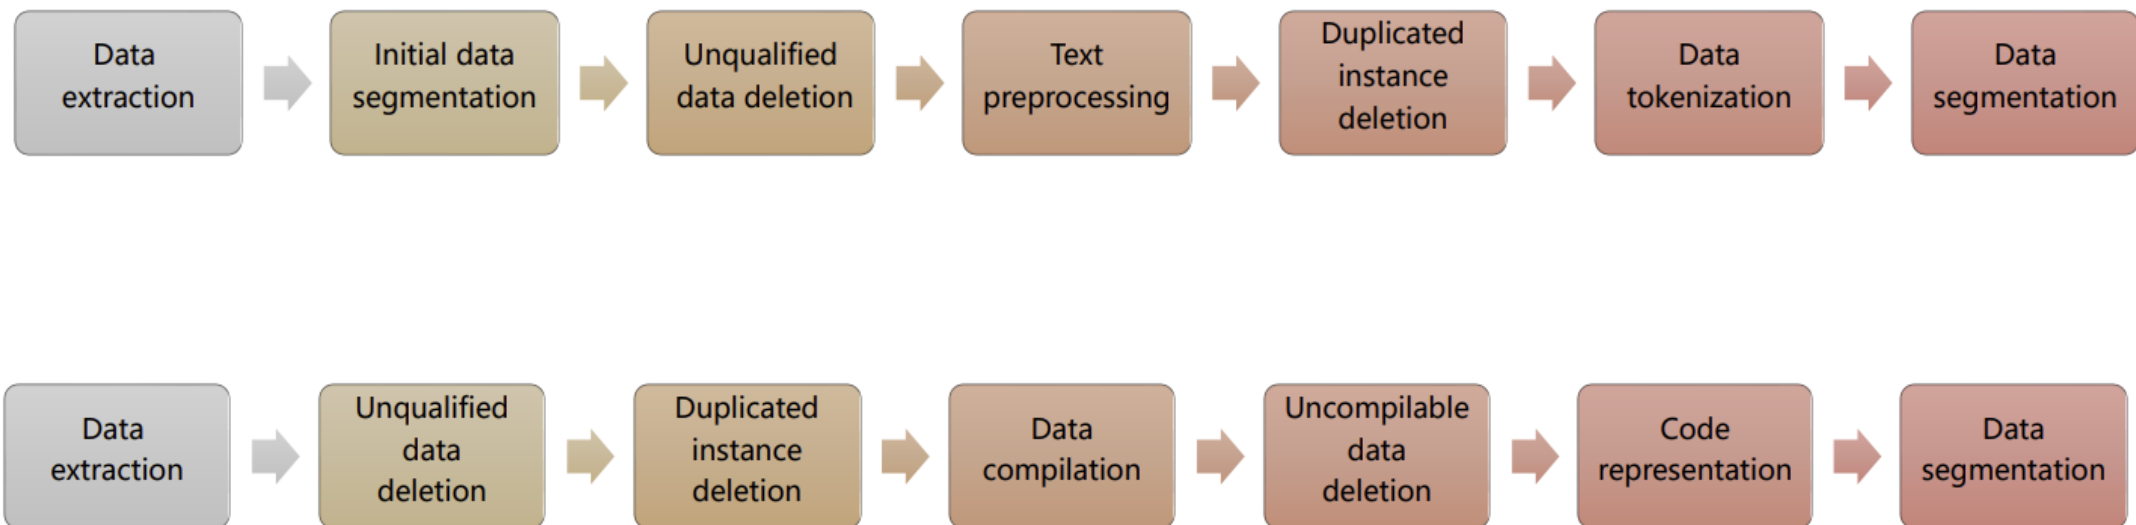 Data
extraction
Initial data
segmentation
Unqualified
data deletion
Text
preprocessing
Duplicated
instance
deletion
Data
tokenization
Data
segmentation
Data
extraction
Unqualified
data
deletion
Duplicated
instance
deletion
Data
compilation
Uncompilable
data
deletion
Code
representation
Data
segmentation